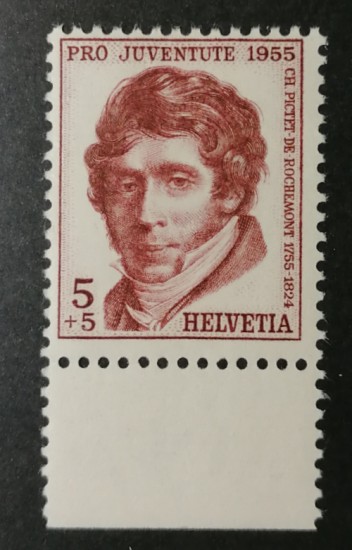 PRO JUVENTUTE 1955
CH. PICTET-DE ROCHEMONT 1755-1824
5
+5
HELVETIA